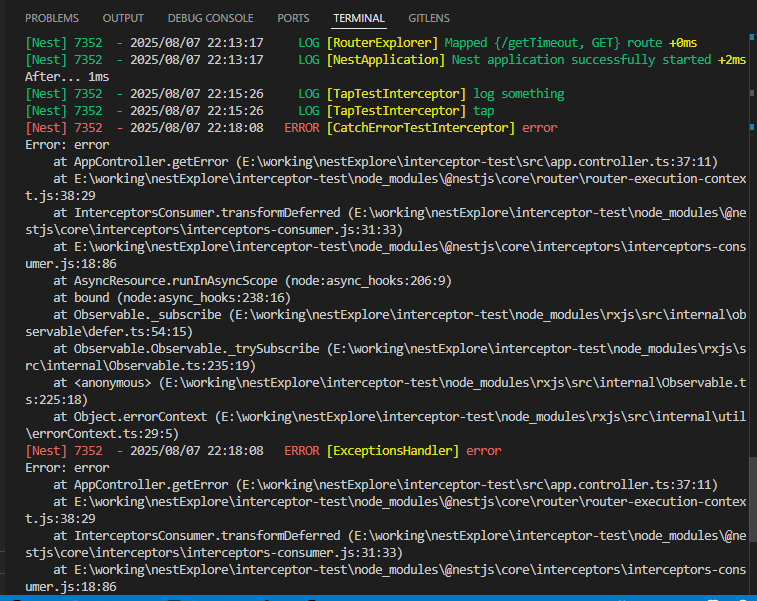 PROBLEMS OUTPUT DEBUG CONSOLE PORTS TERMINAL GITLENS
[Nest] 7352  - 2025/08/07 22:13:17     LOG [RouterExplorer] Mapped {/getTimeout, GET} route +0ms
[Nest] 7352  - 2025/08/07 22:13:17     LOG [NestApplication] Nest application successfully started +2ms
After... 1ms
[Nest] 7352  - 2025/08/07 22:15:26     LOG [TapTestInterceptor] log something
[Nest] 7352  - 2025/08/07 22:15:26     LOG [TapTestInterceptor] tap
[Nest] 7352  - 2025/08/07 22:18:08   ERROR [CatchErrorTestInterceptor] error
Error: error
    at AppController.getError (E:\working\nestExplore\interceptor-test\src\app.controller.ts:37:11)
    at E:\working\nestExplore\interceptor-test\node_modules\@nestjs\core\router\router-execution-contex
t.js:38:29
    at InterceptorsConsumer.transformDeferred (E:\working\nestExplore\interceptor-test\node_modules\@ne
stjs\core\interceptors\interceptors-consumer.js:31:33)
    at E:\working\nestExplore\interceptor-test\node_modules\@nestjs\core\interceptors\interceptors-cons
umer.js:18:86
    at AsyncResource.runInAsyncScope (node:async_hooks:206:9)
    at bound (node:async_hooks:238:16)
    at Observable._subscribe (E:\working\nestExplore\interceptor-test\node_modules\rxjs\src\internal\ob
servable\defer.ts:54:15)
    at Observable.Observable._trySubscribe (E:\working\nestExplore\interceptor-test\node_modules\rxjs\s
rc\internal\Observable.ts:235:19)
    at <anonymous> (E:\working\nestExplore\interceptor-test\node_modules\rxjs\src\internal\Observable.t
s:225:18)
    at Object.errorContext (E:\working\nestExplore\interceptor-test\node_modules\rxjs\src\internal\util
\errorContext.ts:29:5)
[Nest] 7352  - 2025/08/07 22:18:08   ERROR [ExceptionsHandler] error
Error: error
    at AppController.getError (E:\working\nestExplore\interceptor-test\src\app.controller.ts:37:11)
    at E:\working\nestExplore\interceptor-test\node_modules\@nestjs\core\router\router-execution-contex
t.js:38:29
    at InterceptorsConsumer.transformDeferred (E:\working\nestExplore\interceptor-test\node_modules\@ne
stjs\core\interceptors\interceptors-consumer.js:31:33)
    at E:\working\nestExplore\interceptor-test\node_modules\@nestjs\core\interceptors\interceptors-cons
umer.js:18:86